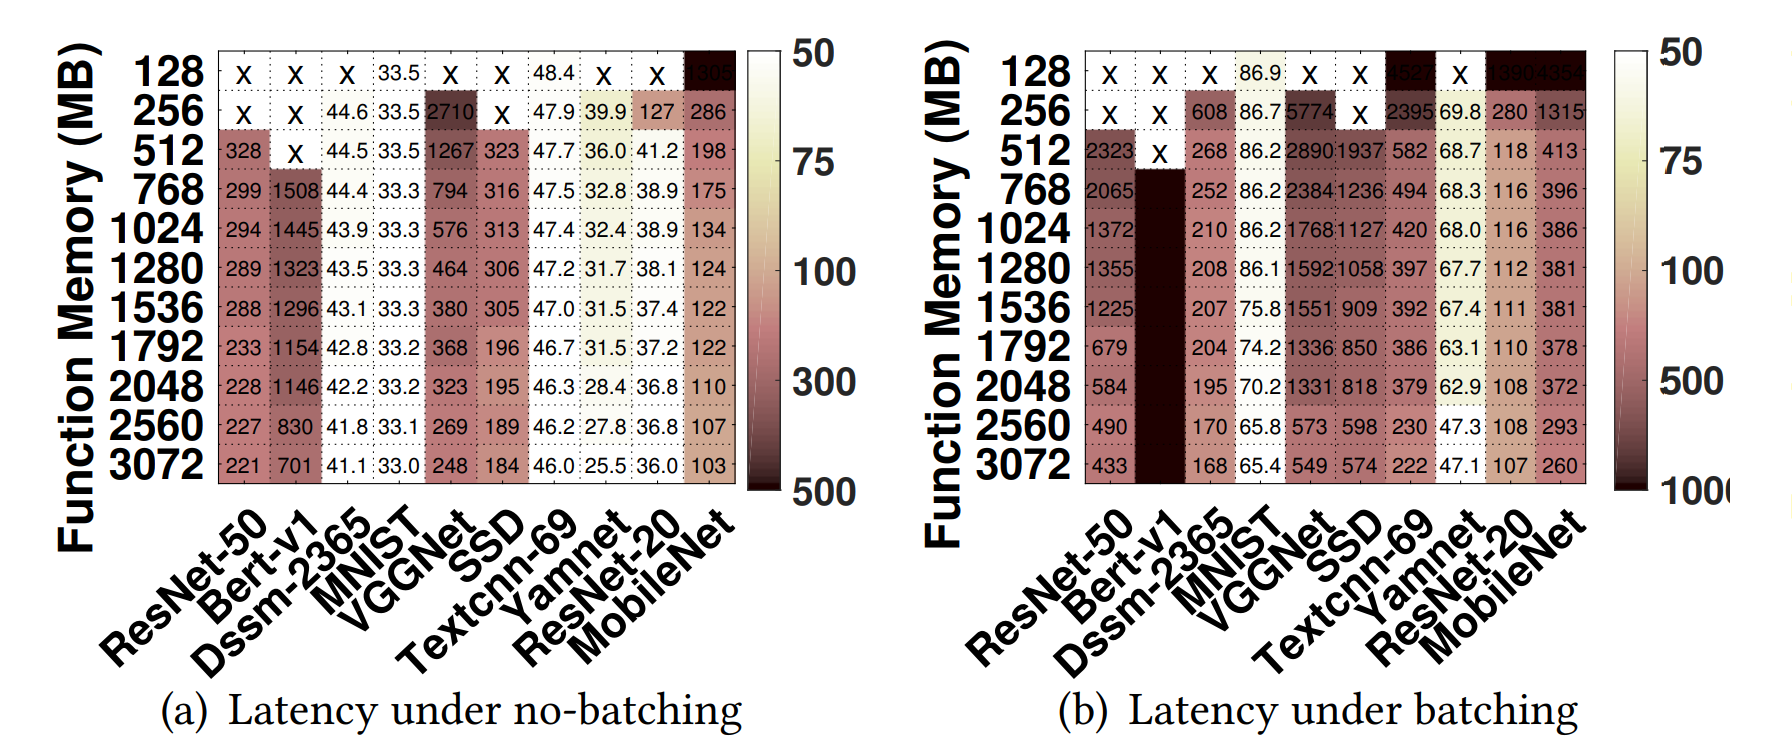 Function Memory (MB)
128 x x x 33.5 x x 48.4 x x 1305
256 x x 44.6 33.5 2710 x 47.9 39.9 127 286
512 328 x 44.5 33.5 1267 323 47.7 36.0 41.2 198
768 299 1508 44.4 33.3 794 316 47.5 32.8 38.9 175
1024 294 1445 43.9 33.3 576 313 47.4 32.4 38.9 134
1280 289 1323 43.5 33.3 464 306 47.2 31.7 38.1 124
1536 288 1296 43.1 33.3 380 305 47.0 31.5 37.4 122
1792 233 1154 42.8 33.2 368 196 46.7 31.5 37.2 122
2048 228 1146 42.2 33.2 323 195 46.3 28.4 36.8 110
2560 227 830 41.8 33.1 269 189 46.2 27.8 36.8 107
3072 221 701 41.1 33.0 248 184 46.0 25.5 36.0 103
ResNet-50
Bert-v1
Dssm-2365
MNIST
VGGNet
SSD
Textcnn-69
Yamnet
ResNet-20
MobileNet
50
75
100
300
500
(a) Latency under no-batching
Function Memory (MB)
128 x x x 86.9 x x 4527 x 1390 4354
256 x x 608 86.7 5774 x 2395 69.8 280 1315
512 2323 x 268 86.2 2890 1937 582 68.7 118 413
768 2065 252 86.2 2384 1236 494 68.3 116 396
1024 1372 210 86.2 1768 1127 420 68.0 116 386
1280 1355 208 86.1 1592 1058 397 67.7 112 381
1536 1225 207 75.8 1551 909 392 67.4 111 381
1792 679 204 74.2 1336 850 386 63.1 110 378
2048 584 195 70.2 1331 818 379 62.9 108 372
2560 490 170 65.8 573 598 230 47.3 108 293
3072 433 168 65.4 549 574 222 47.1 107 260
ResNet-50
Bert-v1
Dssm-2365
MNIST
VGGNet
SSD
Textcnn-69
Yamnet
ResNet-20
MobileNet
50
75
100
500
(b) Latency under batching